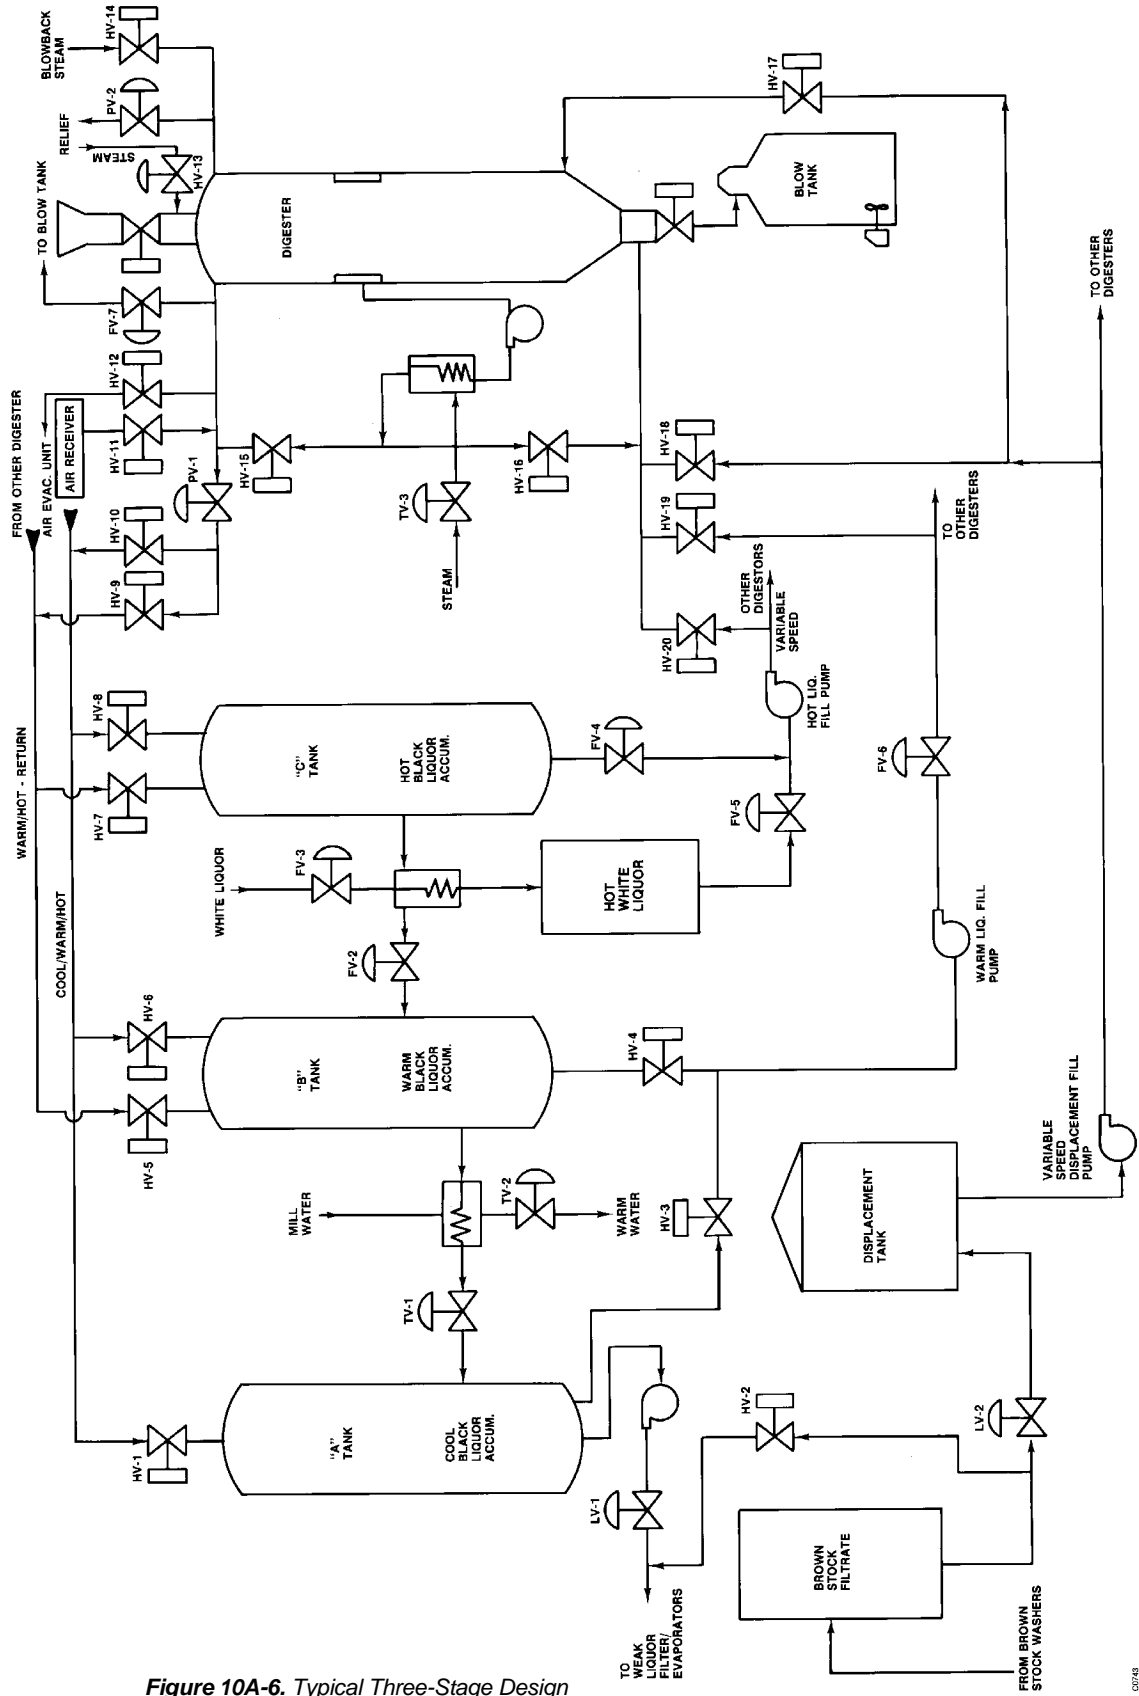 BLOWBACK
STEAM
HV-14
PV-2
RELIEF
STEAM
HV-13
TO BLOW TANK
FV-7
HV-12
FROM OTHER DIGESTER
AIR EVAC. UNIT
AIR RECEIVER
HV-11
PV-1
HV-10
HV-9
HV-15
DIGESTER
HV-17
BLOW
TANK
TV-3
STEAM
HV-16
HV-18
HV-19
HV-20
TO OTHER
DIGESTERS
TO
OTHER
DIGESTERS
OTHER
DIGESTORS
VARIABLE
SPEED
HOT LIQ.
FILL PUMP
WARM/HOT - RETURN
COOL/WARM/HOT
HV-8
HV-7
"C"
TANK
HOT
BLACK
LIQUOR
ACCUM.
FV-4
FV-5
FV-6
WHITE LIQUOR
FV-3
HOT
WHITE
LIQUOR
FV-2
WARM LIQ. FILL
PUMP
HV-6
HV-5
"B"
TANK
WARM
BLACK
LIQUOR
ACCUM.
HV-4
MILL
WATER
TV-2
WARM
WATER
HV-3
TV-1
DISPLACEMENT
TANK
VARIABLE
SPEED
DISPLACEMENT FILL
PUMP
HV-1
"A"
TANK
COOL
BLACK
LIQUOR
ACCUM.
LV-1
HV-2
LV-2
TO
WEAK
LIQUOR
FILTER/
EVAPORATORS
BROWN
STOCK
FILTRATE
FROM BROWN
STOCK WASHERS
C0743
Figure 10A-6. Typical Three-Stage Design